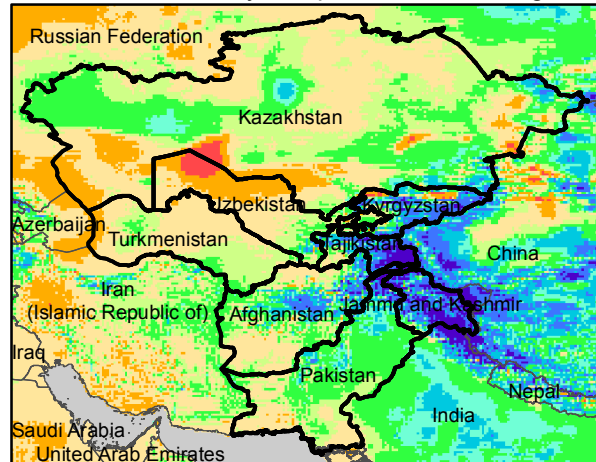 Russian Federation
Kazakhstan
Uzbekistan
Kyrgyzstan
Azerbaijan
Turkmenistan
Tajikistan
China
Iran
(Islamic Republic of)
Afghanistan
Jammu and Kashmir
Iraq
Pakistan
Nepal
India
Saudi Arabia
United Arab Emirates